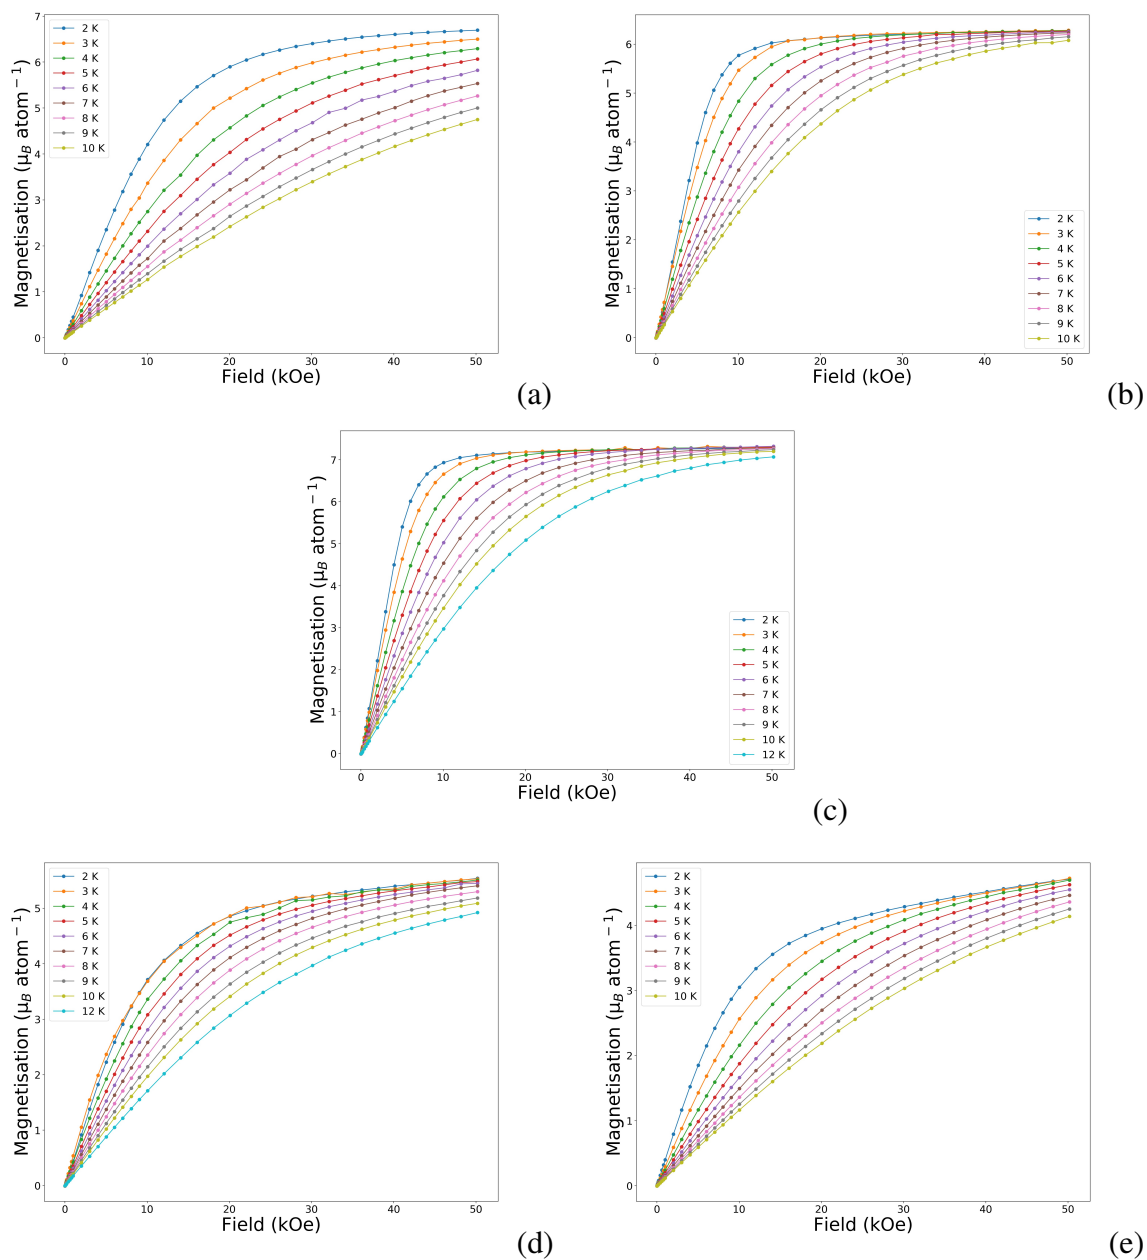 7
6
5
4
3
2
1
0
Magnetisation (μB atom⁻¹)
2 K
3 K
4 K
5 K
6 K
7 K
8 K
9 K
10 K
0 10 20 30 40 50
Field (kOe)
(a)
6
5
4
3
2
1
0
Magnetisation (μB atom⁻¹)
2 K
3 K
4 K
5 K
6 K
7 K
8 K
9 K
10 K
0 10 20 30 40 50
Field (kOe)
(b)
7
6
5
4
3
2
1
0
Magnetisation (μB atom⁻¹)
2 K
3 K
4 K
5 K
6 K
7 K
8 K
9 K
10 K
12 K
0 10 20 30 40 50
Field (kOe)
(c)
5
4
3
2
1
0
Magnetisation (μB atom⁻¹)
2 K
3 K
4 K
5 K
6 K
7 K
8 K
9 K
10 K
12 K
0 10 20 30 40 50
Field (kOe)
(d)
4
2
0
Magnetisation (μB atom⁻¹)
2 K
3 K
4 K
5 K
6 K
7 K
8 K
9 K
10 K
0 10 20 30 40 50
Field (kOe)
(e)